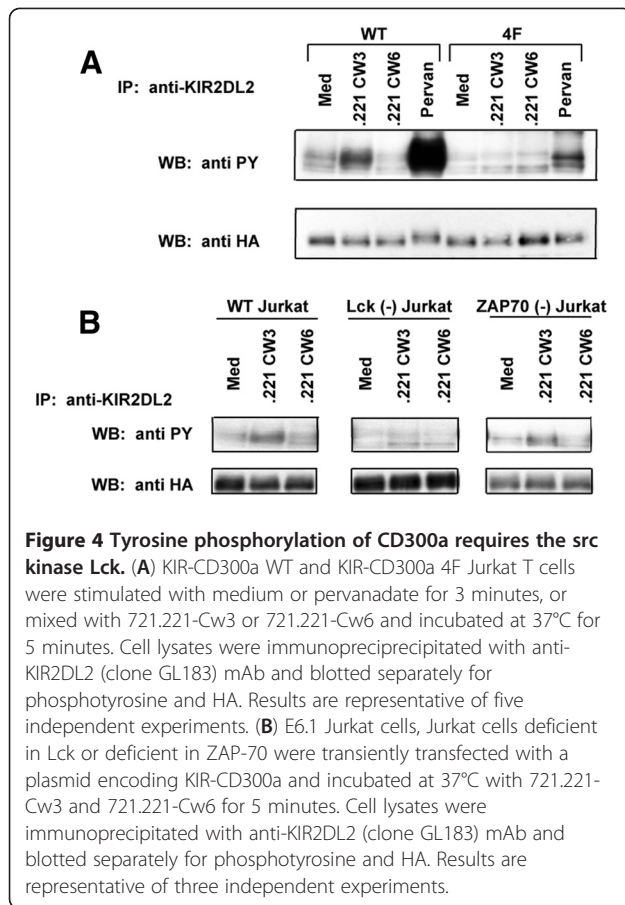 WT 4F
A
IP: anti-KIR2DL2
Med .221 CW3 .221 CW6 Pervan Med .221 CW3 .221 CW6 Pervan
WB: anti PY
WB: anti HA
B
WT Jurkat Lck (-) Jurkat ZAP70 (-) Jurkat
Med .221 CW3 .221 CW6 Med .221 CW3 .221 CW6 Med .221 CW3 .221 CW6
IP: anti-KIR2DL2
WB: anti PY
WB: anti HA
Figure 4 Tyrosine phosphorylation of CD300a requires the src
kinase Lck. (A) KIR-CD300a WT and KIR-CD300a 4F Jurkat T cells
were stimulated with medium or pervanadate for 3 minutes, or
mixed with 721.221-Cw3 or 721.221-Cw6 and incubated at 37°C for
5 minutes. Cell lysates were immunopreciprecipitated with anti-
KIR2DL2 (clone GL183) mAb and blotted separately for
phosphotyrosine and HA. Results are representative of five
independent experiments. (B) E6.1 Jurkat cells, Jurkat cells deficient
in Lck or deficient in ZAP-70 were transiently transfected with a
plasmid encoding KIR-CD300a and incubated at 37°C with 721.221-
Cw3 and 721.221-Cw6 for 5 minutes. Cell lysates were
immunoprecipitated with anti-KIR2DL2 (clone GL183) mAb and
blotted separately for phosphotyrosine and HA. Results are
representative of three independent experiments.